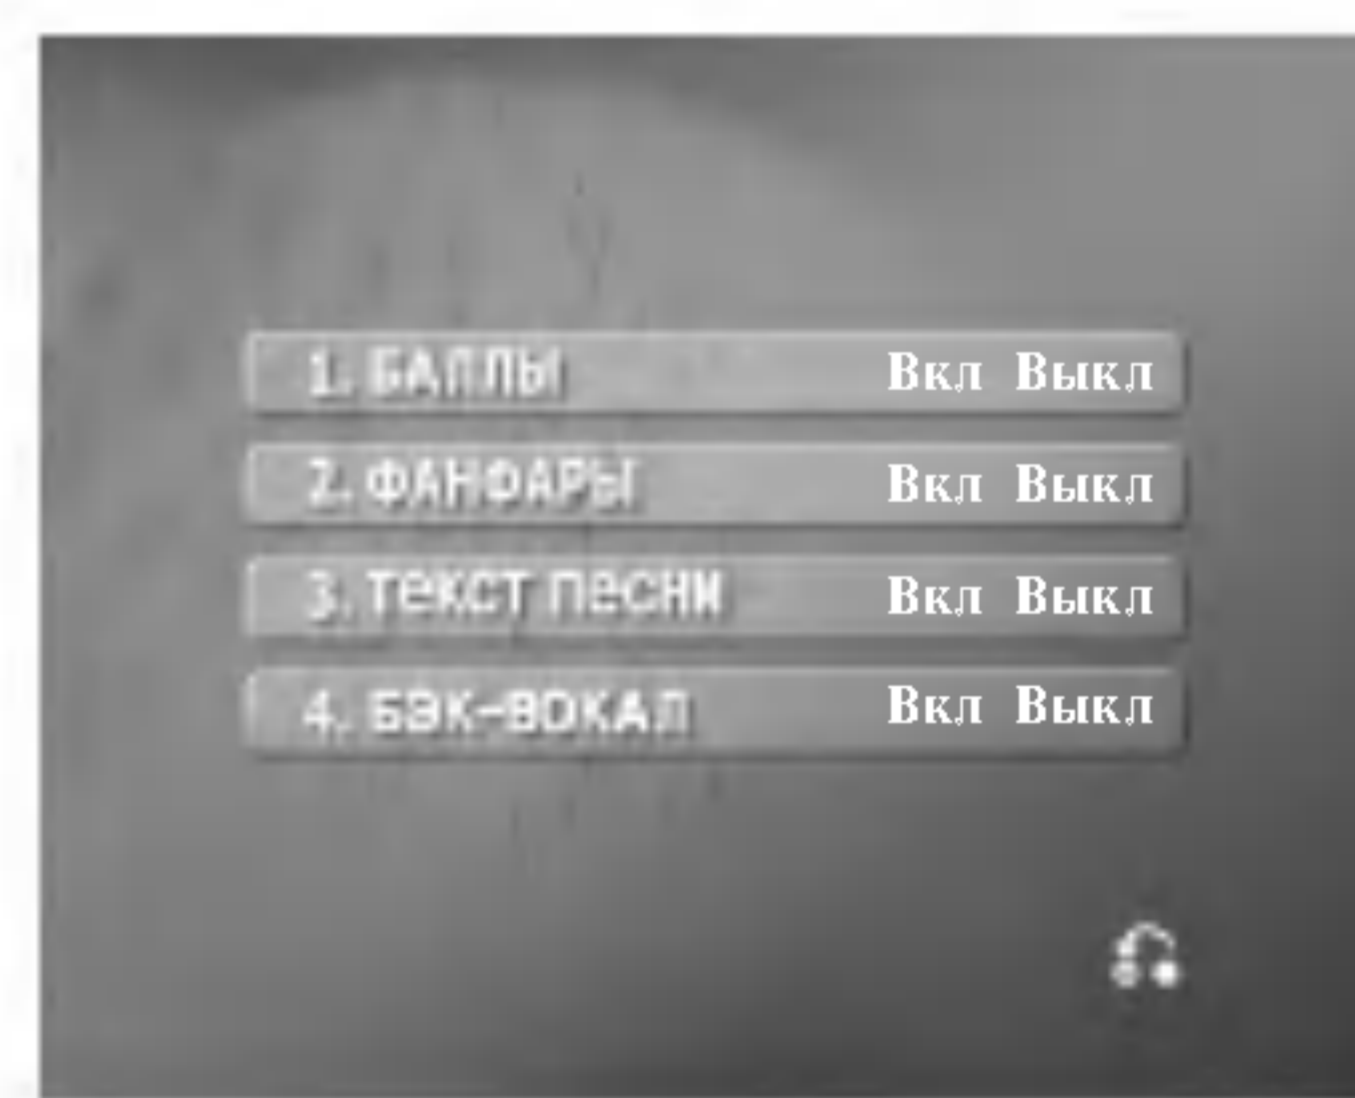 1. БАЛЛЫ Вкл Выкл
2. ФАНФАРЫ Вкл Выкл
3. ТЕКСТ ПЕСНИ Вкл Выкл
4. БЭК-ВОКАЛ Вкл Выкл